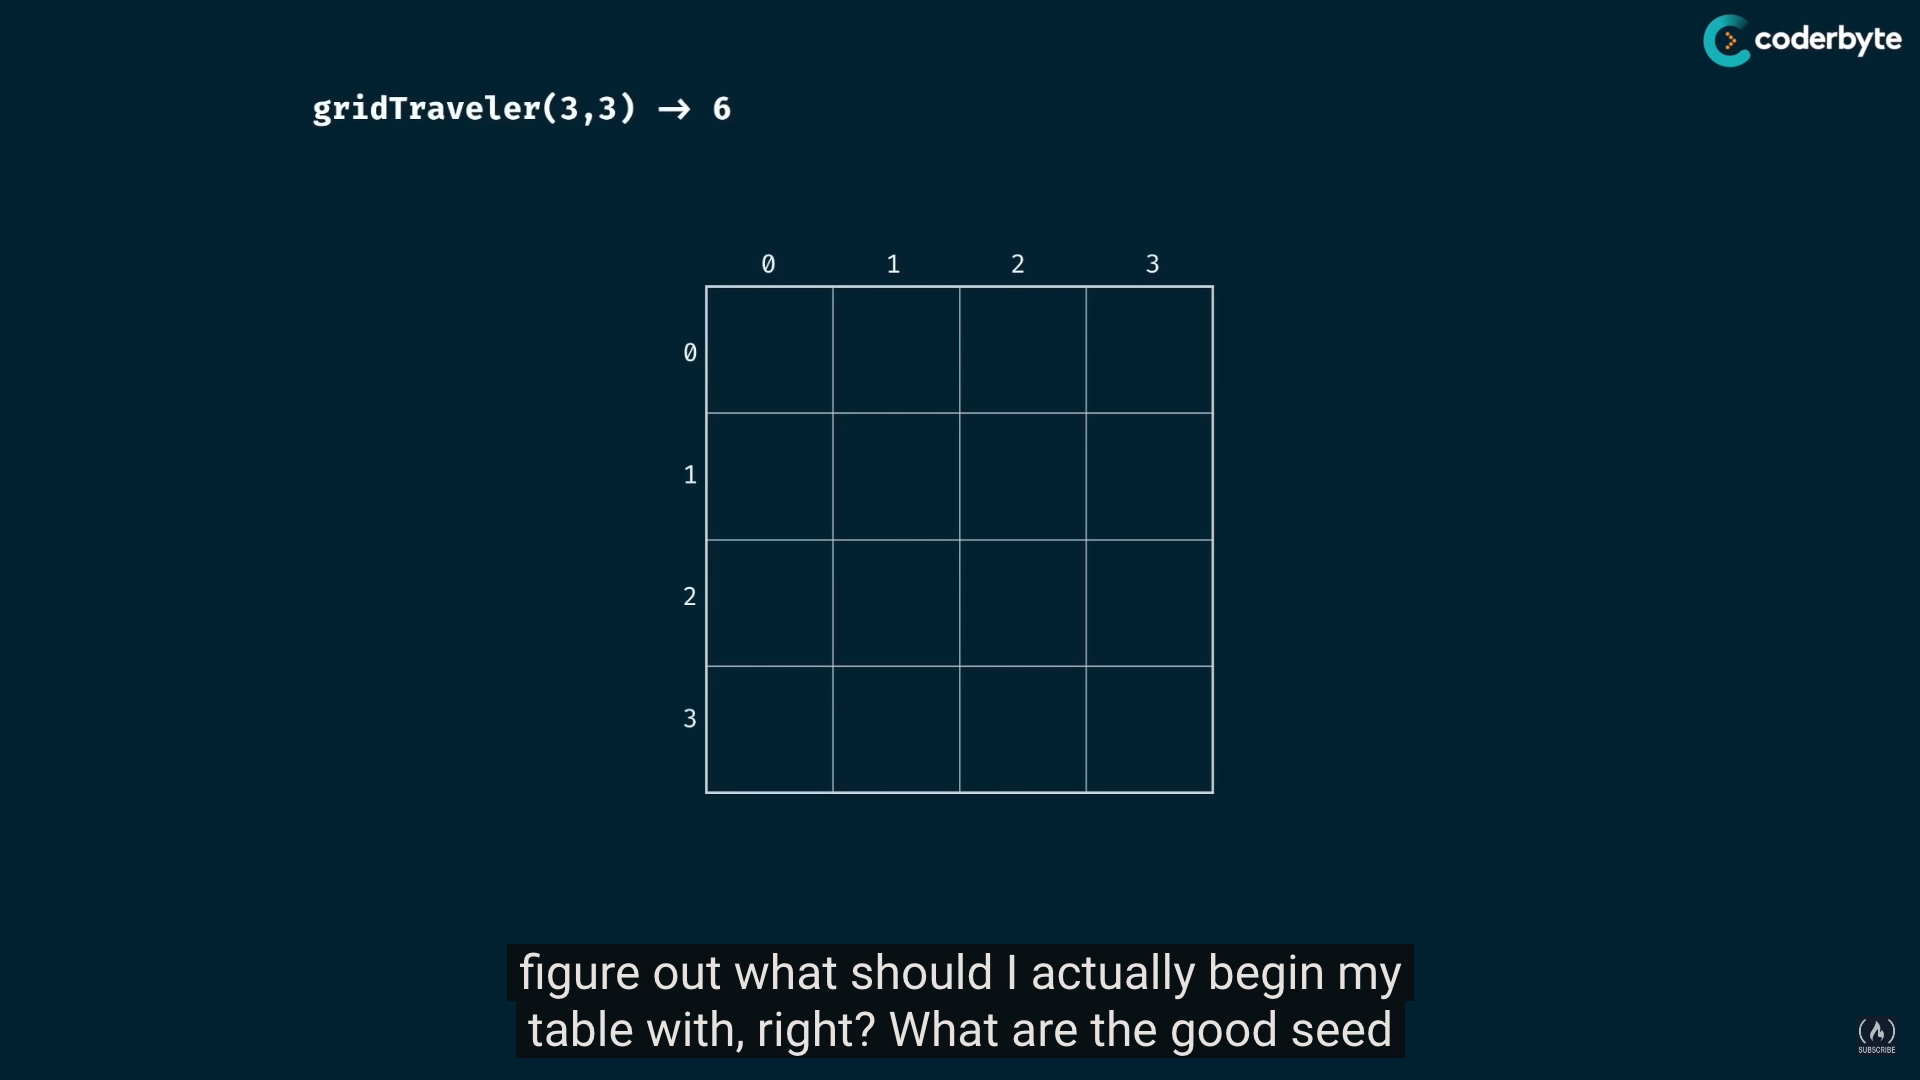 coderbyte
gridTraveler(3,3) → 6
0 1 2 3
0
1
2
3
figure out what should I actually begin my
table with, right? What are the good seed
SUBSCRIBE